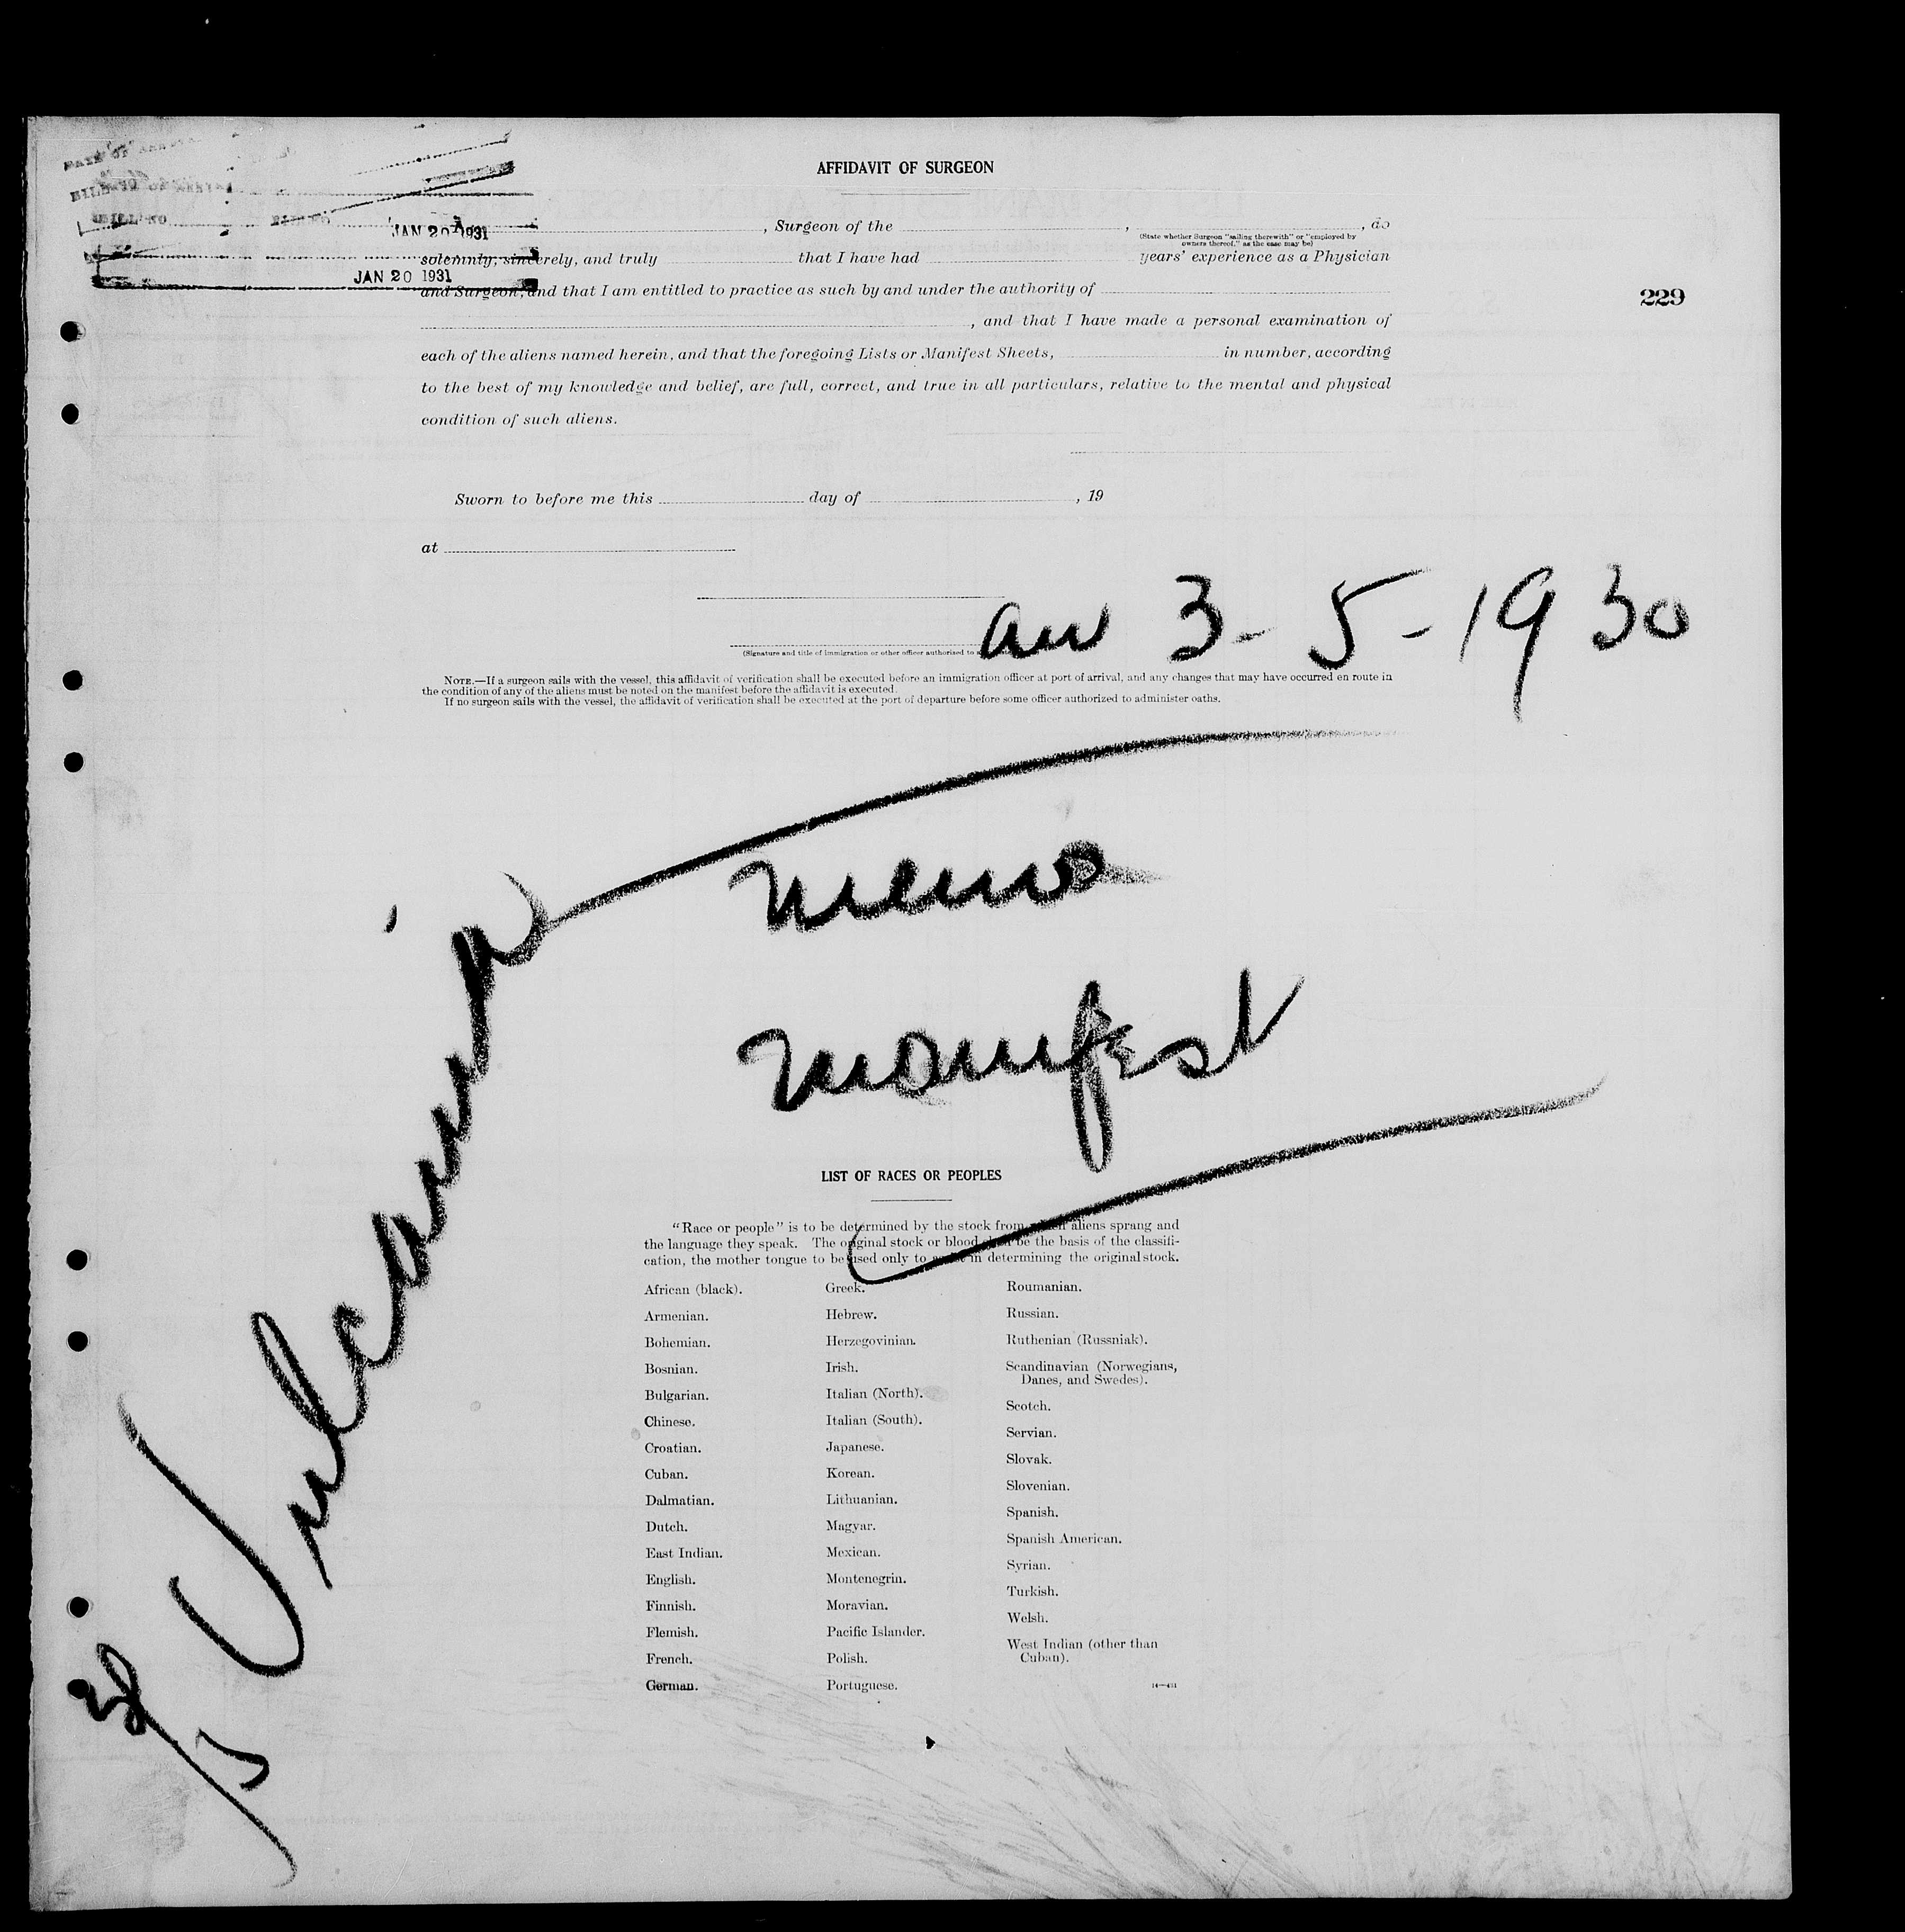 AFFIDAVIT OF SURGEON
229
BILL NO
JAN 20 1931
JAN 20 1931
, Surgeon of the , , do
(State whether Surgeon "sailing therewith" or "employed by
owners thereof," as the case may be)
solemnly, sincerely, and truly that I have had years' experience as a Physician
and Surgeon, and that I am entitled to practice as such by and under the authority of
, and that I have made a personal examination of
each of the aliens named herein, and that the foregoing Lists or Manifest Sheets, in number, according
to the best of my knowledge and belief, are full, correct, and true in all particulars, relative to the mental and physical
condition of such aliens.
Sworn to before me this day of , 19
at
arr 3-5-1930
(Signature and title of immigration or other officer authorized to
NOTE.—If a surgeon sails with the vessel, this affidavit of verification shall be executed before an immigration officer at port of arrival, and any changes that may have occurred en route in
the condition of any of the aliens must be noted on the manifest before the affidavit is executed.
If no surgeon sails with the vessel, the affidavit of verification shall be executed at the port of departure before some officer authorized to administer oaths.
SS Vulcania
memo
manifest
LIST OF RACES OR PEOPLES
"Race or people" is to be determined by the stock from which aliens sprang and
the language they speak. The original stock or blood shall be the basis of the classifi-
cation, the mother tongue to be used only to assist in determining the original stock.
African (black).
Armenian.
Bohemian.
Bosnian.
Bulgarian.
Chinese.
Croatian.
Cuban.
Dalmatian.
Dutch.
East Indian.
English.
Finnish.
Flemish.
French.
German.
Greek.
Hebrew.
Herzegovinian.
Irish.
Italian (North).
Italian (South).
Japanese.
Korean.
Lithuanian.
Magyar.
Mexican.
Montenegrin.
Moravian.
Pacific Islander.
Polish.
Portuguese.
Roumanian.
Russian.
Ruthenian (Russniak).
Scandinavian (Norwegians,
Danes, and Swedes).
Scotch.
Servian.
Slovak.
Slovenian.
Spanish.
Spanish American.
Syrian.
Turkish.
Welsh.
West Indian (other than
Cuban).